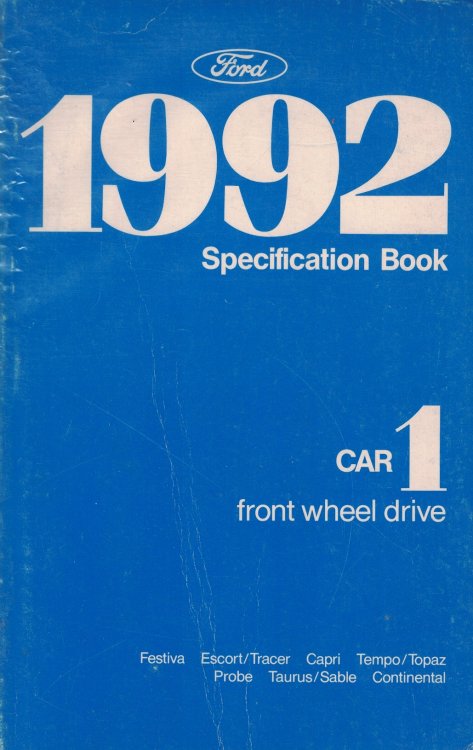 Ford
1992
Specification Book
CAR 1
front wheel drive
Festiva Escort/Tracer Capri Tempo/Topaz
Probe Taurus/Sable Continental